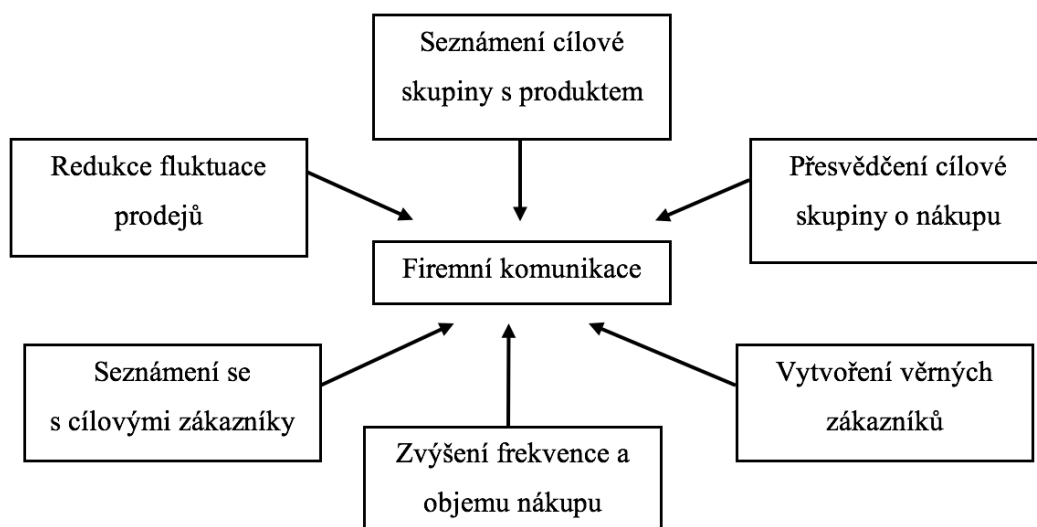 Seznámení cílové
skupiny s produktem
Redukce fluktuace
prodejů
Přesvědčení cílové
skupiny o nákupu
Firemní komunikace
Seznámení se
s cílovými zákazníky
Vytvoření věrných
zákazníků
Zvýšení frekvence a
objemu nákupu